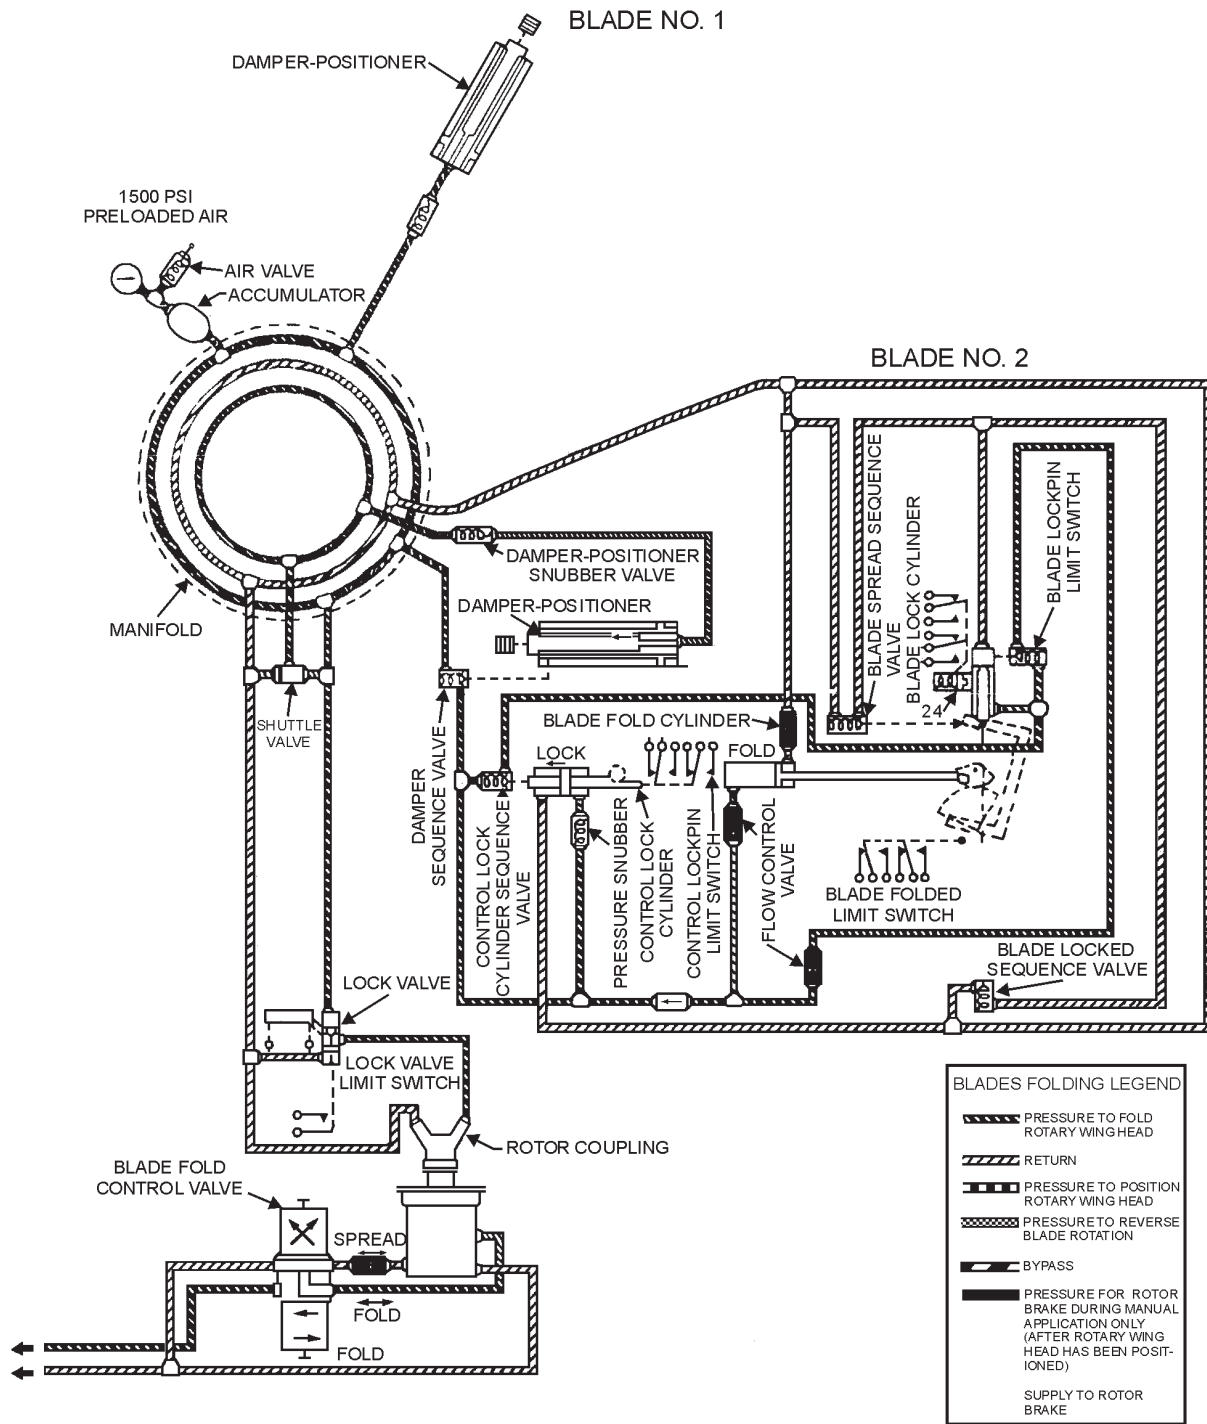 BLADE NO. 1
DAMPER-POSITIONER
1500 PSI
PRELOADED AIR
AIR VALVE
ACCUMULATOR
BLADE NO. 2
DAMPER-POSITIONER
SNUBBER VALVE
DAMPER-POSITIONER
MANIFOLD
SHUTTLE
VALVE
BLADE SPREAD SEQUENCE
VALVE
BLADE LOCK CYLINDER
BLADE LOCKPIN
LIMIT SWITCH
24
BLADE FOLD CYLINDER
LOCK
FOLD
DAMPER
SEQUENCE VALVE
CONTROL LOCK
CYLINDER SEQUENCE
VALVE
PRESSURE SNUBBER
CONTROL LOCK
CYLINDER
CONTROL LOCKPIN
LIMIT SWITCH
FLOW CONTROL
VALVE
BLADE FOLDED
LIMIT SWITCH
BLADE LOCKED
SEQUENCE VALVE
LOCK VALVE
LOCK VALVE
LIMIT SWITCH
ROTOR COUPLING
BLADE FOLD
CONTROL VALVE
SPREAD
FOLD
FOLD
BLADES FOLDING LEGEND
PRESSURE TO FOLD
ROTARY WING HEAD
RETURN
PRESSURE TO POSITION
ROTARY WING HEAD
PRESSURE TO REVERSE
BLADE ROTATION
BYPASS
PRESSURE FOR ROTOR
BRAKE DURING MANUAL
APPLICATION ONLY
(AFTER ROTARY WING
HEAD HAS BEEN POSIT-
IONED)
SUPPLY TO ROTOR
BRAKE